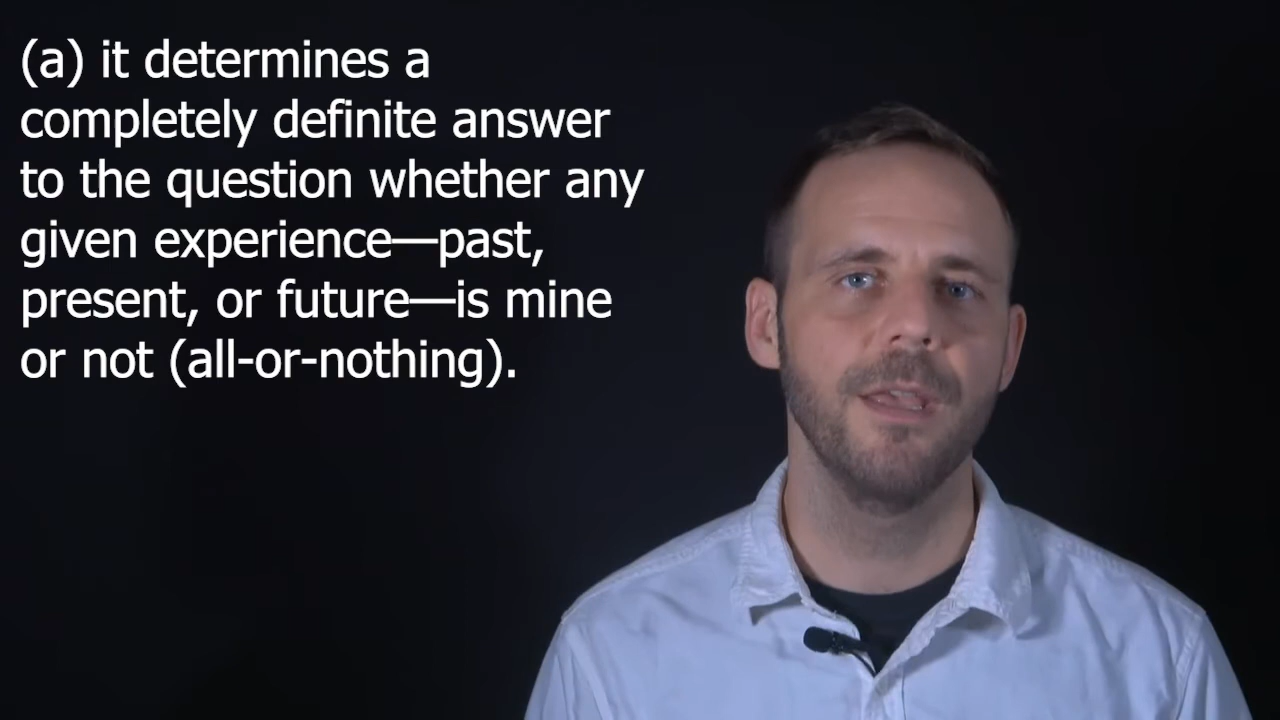 (a) it determines a
completely definite answer
to the question whether any
given experience—past,
present, or future—is mine
or not (all-or-nothing).